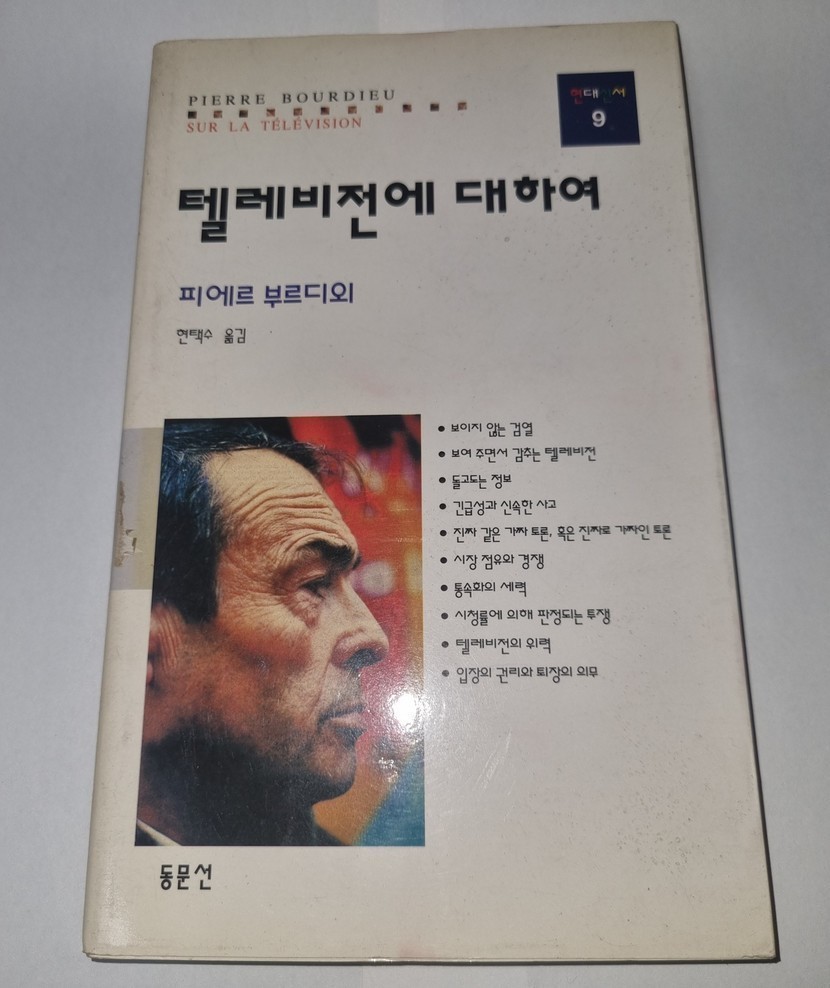 PIERRE BOURDIEU
SUR LA TÉLÉVISION
현대신서
9
텔레비전에 대하여
피에르 부르디외
현택수 옮김
● 보이지 않는 검열
● 보여 주면서 감추는 텔레비전
● 돌고도는 정보
● 긴급성과 신속한 사고
● 진짜 같은 가짜 토론, 혹은 진짜로 가짜인 토론
● 시장 점유와 경쟁
● 통속화의 세력
● 시청률에 의해 판정되는 투쟁
● 텔레비전의 위력
● 입장의 권리와 퇴장의 의무
동문선